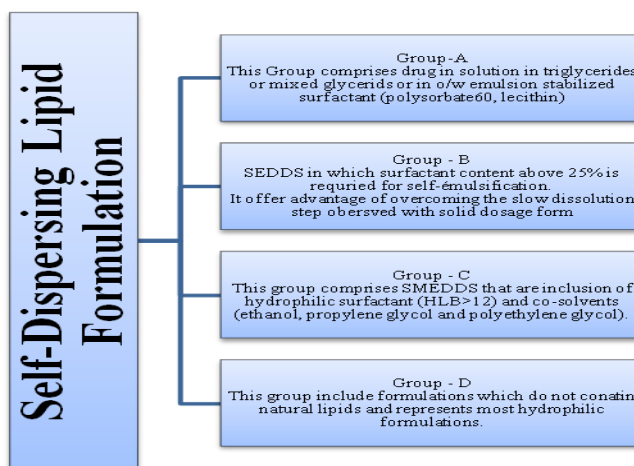 Self-Dispersing Lipid
Formulation
Group -A
This Group comprises drug in solution in triglycerides
or mixed glycerids or in o/w emulsion stabilized
surfactant (polysorbate60, lecithin)
Group - B
SEDDS in which surfactant content above 25% is
requried for self-émulsification.
It offer advantage of overcoming the slow dissolution
step obersved with solid dosage form
Group - C
This group comprises SMEDDS that are inclusion of
hydrophilic surfactant (HLB>12) and co-solvents
(ethanol, propylene glycol and polyethylene glycol).
Group - D
This group include formulations which do not conatin
natural lipids and represents most hydrophilic
formulations.